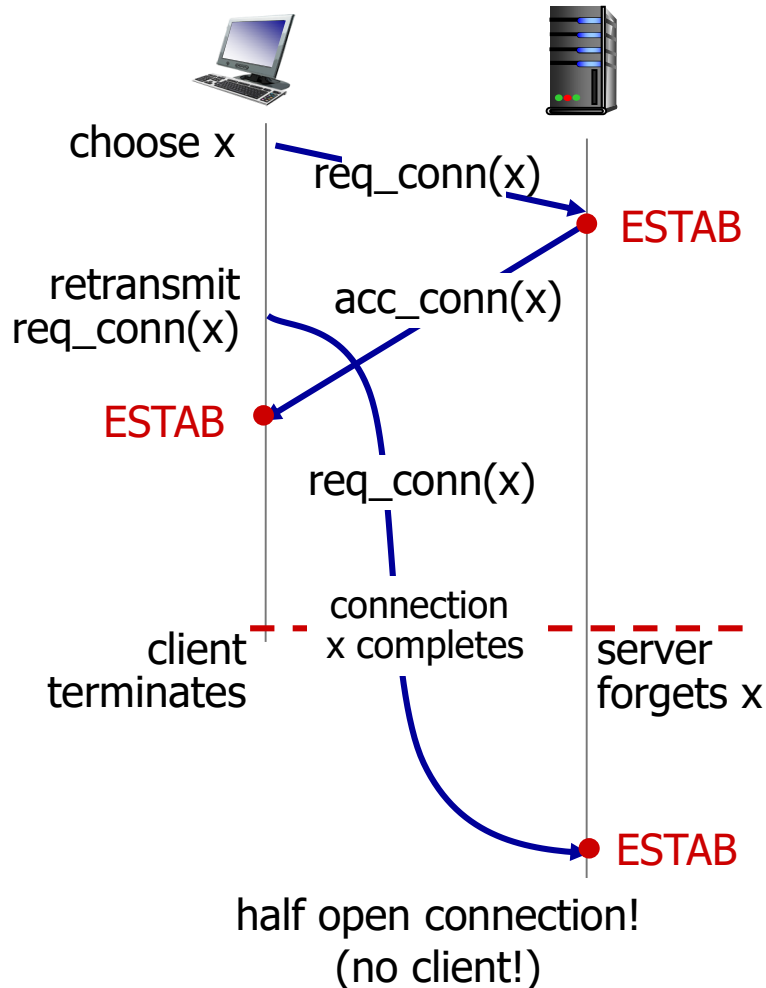 choose x
req_conn(x)
ESTAB
retransmit
req_conn(x)
acc_conn(x)
ESTAB
req_conn(x)
connection
x completes
client
terminates
server
forgets x
ESTAB
half open connection!
(no client!)